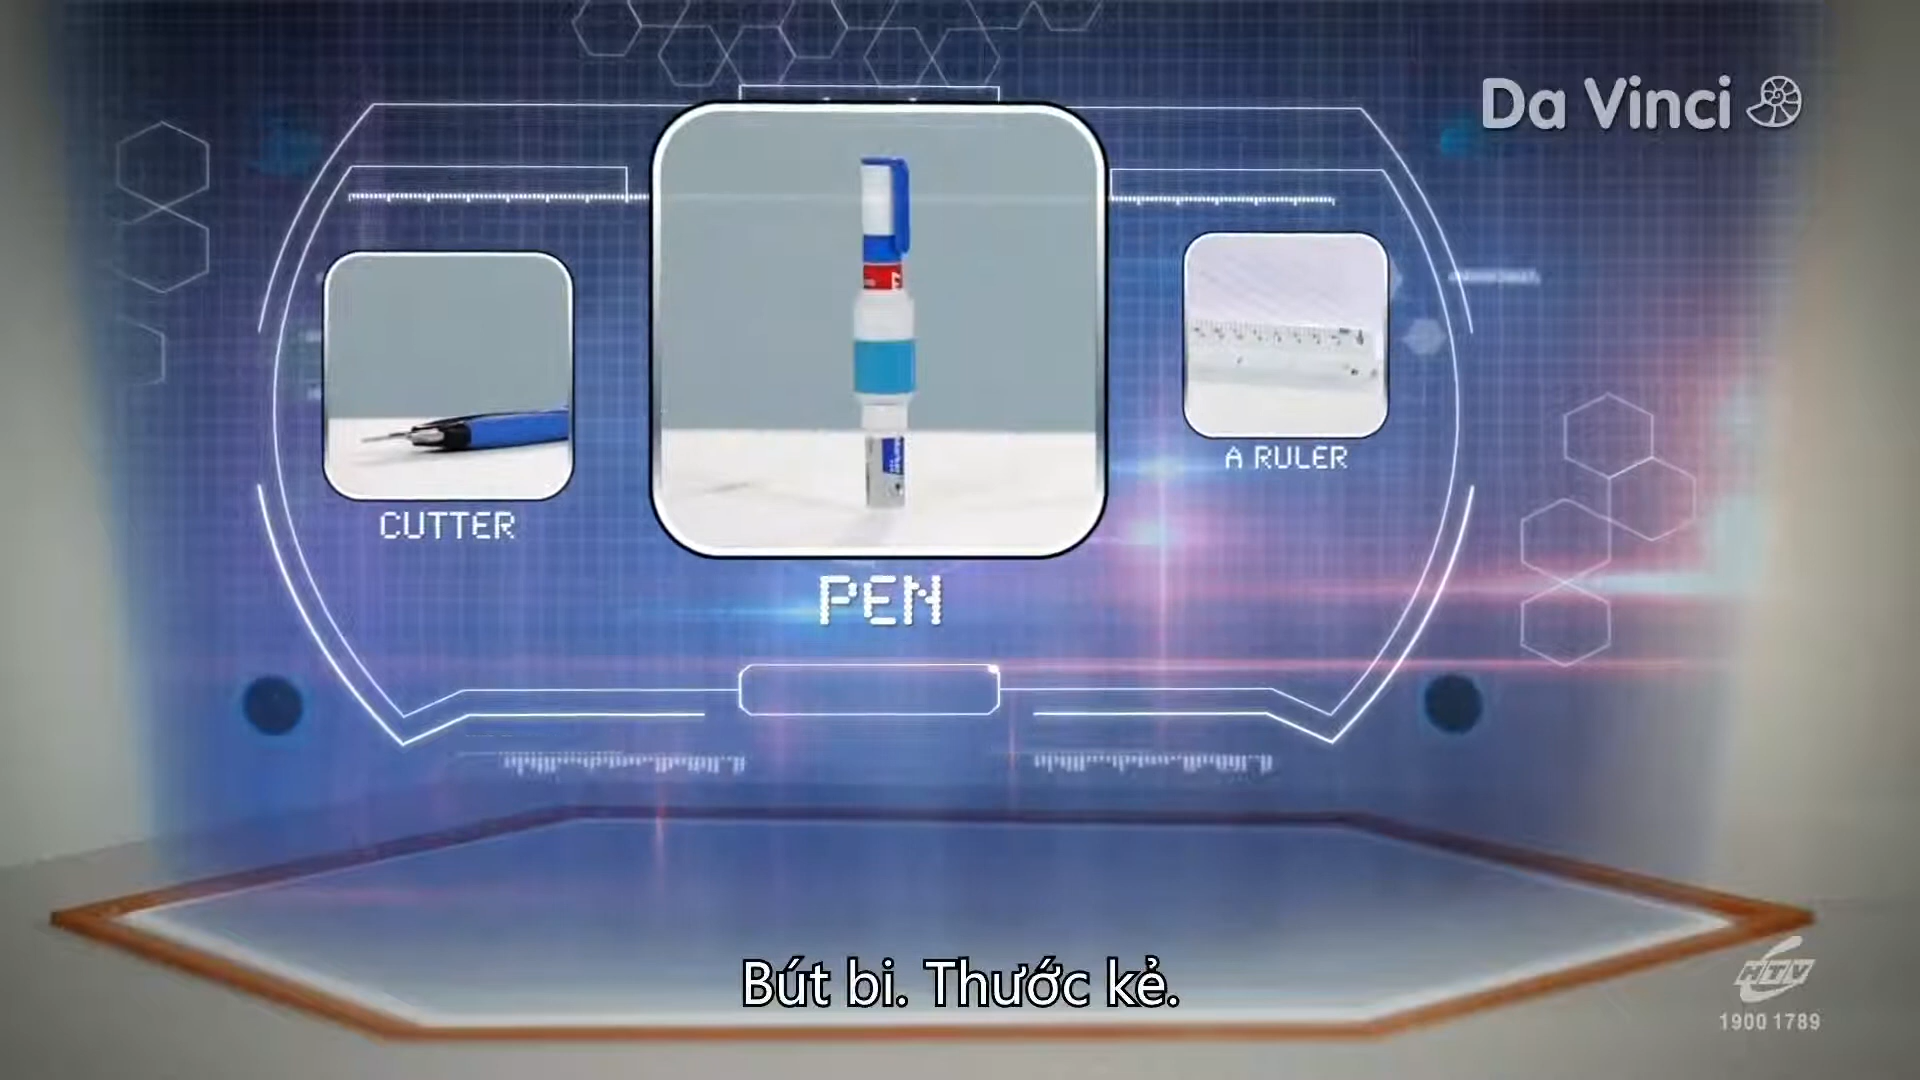 Da Vinci
A RULER
CUTTER
PEN
Bút bi. Thước kẻ.
HTV
1900 1789